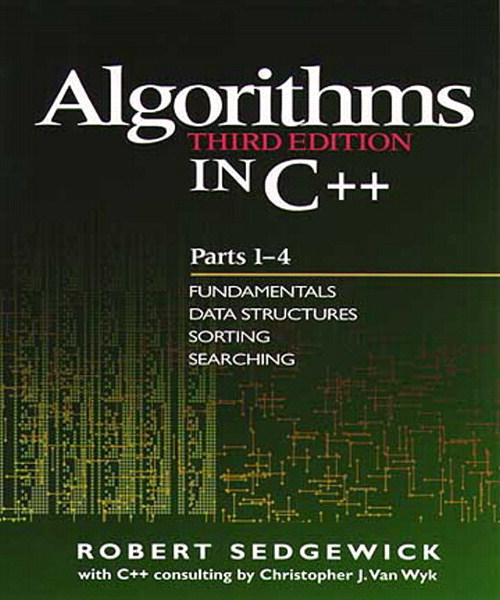 Algorithms
THIRD EDITION
IN C++
Parts 1–4
FUNDAMENTALS
DATA STRUCTURES
SORTING
SEARCHING
ROBERT SEDGEWICK
with C++ consulting by Christopher J. Van Wyk